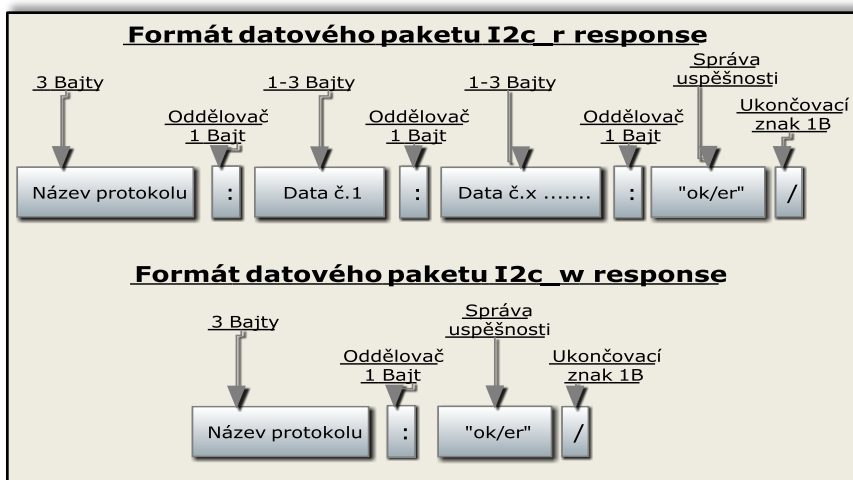 Formát datového paketu I2c_r response
3 Bajty
Oddělovač
1 Bajt
1-3 Bajty
Oddělovač
1 Bajt
1-3 Bajty
Oddělovač
1 Bajt
Správa
uspěšnosti
Ukončovací
znak 1B
Název protokolu
:
Data č.1
:
Data č.x .......
:
"ok/er"
/
Formát datového paketu I2c_w response
3 Bajty
Oddělovač
1 Bajt
Správa
uspěšnosti
Ukončovací
znak 1B
Název protokolu
:
"ok/er"
/